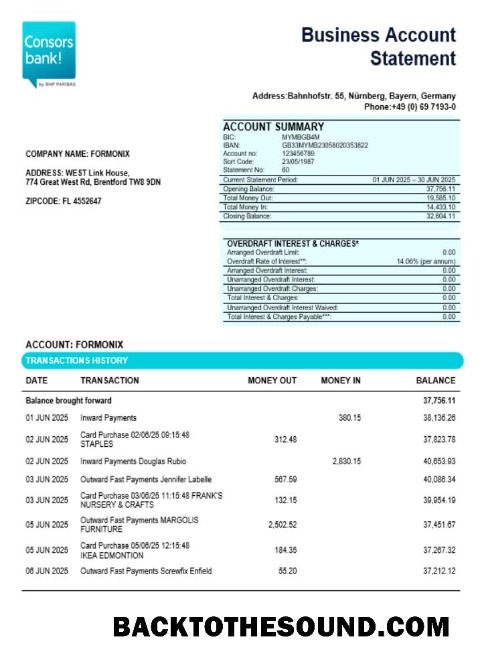 Consors
bank!
by BNP PARIBAS
Business Account
Statement
Address:Bahnhofstr. 55, Nürnberg, Bayern, Germany
Phone:+49 (0) 69 7193-0
COMPANY NAME: FORMONIX
ADDRESS: WEST Link House,
774 Great West Rd, Brentford TW8 9DN
ZIPCODE: FL 4552647
ACCOUNT SUMMARY
BIC: MYMBGB4M
IBAN: GB33MYMB23058020353822
Account no: 123456789
Sort Code: 23/05/1987
Statement No: 60
Current Statement Period: 01 JUN 2025 – 30 JUN 2025
Opening Balance: 37,756.11
Total Money Out: 19,585.10
Total Money In: 14,433.10
Closing Balance: 32,604.11
OVERDRAFT INTEREST & CHARGES*
Arranged Overdraft Limit: 0.00
Overdraft Rate of Interest**: 14.06% (per annum)
Arranged Overdraft Interest: 0.00
Unarranged Overdraft Interest: 0.00
Unarranged Overdraft Charges: 0.00
Total Interest & Charges: 0.00
Unarranged Overdraft Interest Waived: 0.00
Total Interest & Charges Payable***: 0.00
ACCOUNT: FORMONIX
TRANSACTIONS HISTORY
DATE TRANSACTION MONEY OUT MONEY IN BALANCE
Balance brought forward 37,756.11
01 JUN 2025 Inward Payments 380.15 38,136.26
02 JUN 2025 Card Purchase 02/06/25 09:15:48
STAPLES 312.48 37,823.78
02 JUN 2025 Inward Payments Douglas Rubio 2,830.15 40,653.93
03 JUN 2025 Outward Fast Payments Jennifer Labelle 567.59 40,086.34
03 JUN 2025 Card Purchase 03/06/25 11:15:48 FRANK'S
NURSERY & CRAFTS 132.15 39,954.19
05 JUN 2025 Outward Fast Payments MARGOLIS
FURNITURE 2,502.52 37,451.67
05 JUN 2025 Card Purchase 05/06/25 12:15:48
IKEA EDMONTION 184.35 37,267.32
06 JUN 2025 Outward Fast Payments Screwfix Enfield 55.20 37,212.12
BACKTOTHESOUND.COM